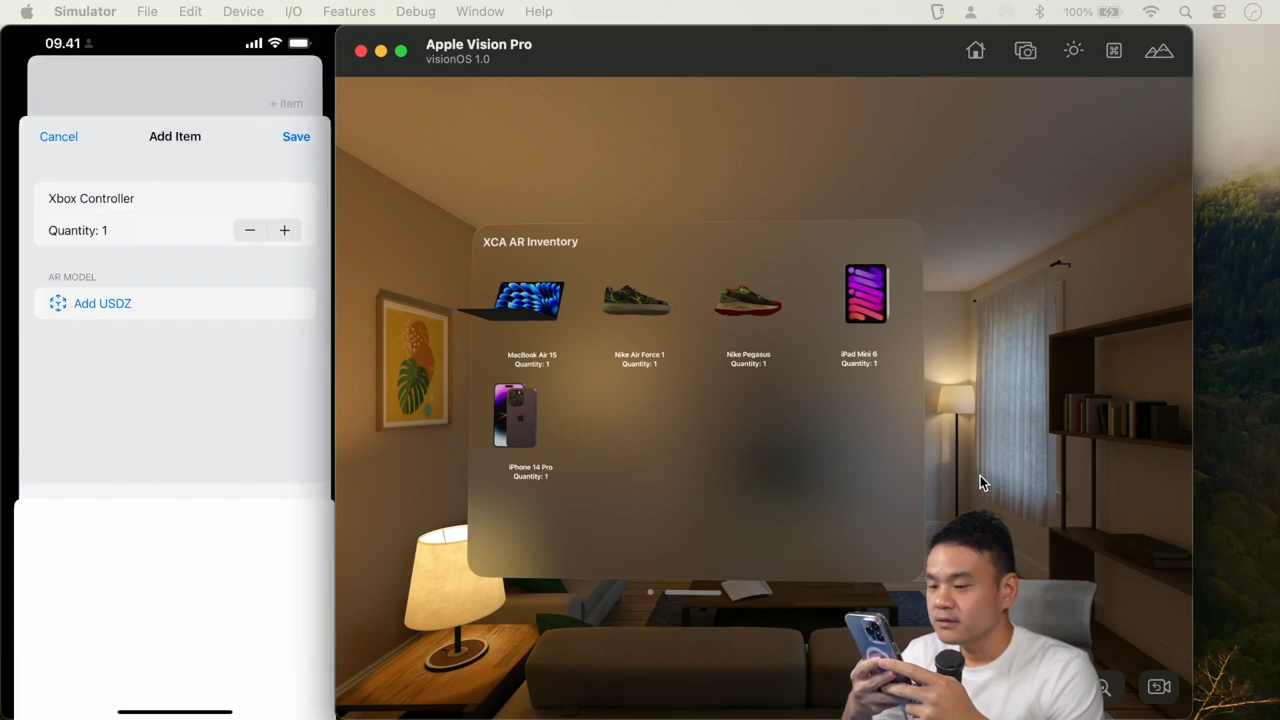 Simulator File Edit Device I/O Features Debug Window Help 100%
09.41
Apple Vision Pro
visionOS 1.0
+ Item
Cancel Add Item Save
Xbox Controller
Quantity: 1
AR MODEL
Add USDZ
XCA AR Inventory
MacBook Air 15
Quantity: 1
Nike Air Force 1
Quantity: 1
Nike Pegasus
Quantity: 1
iPad Mini 6
Quantity: 1
iPhone 14 Pro
Quantity: 1